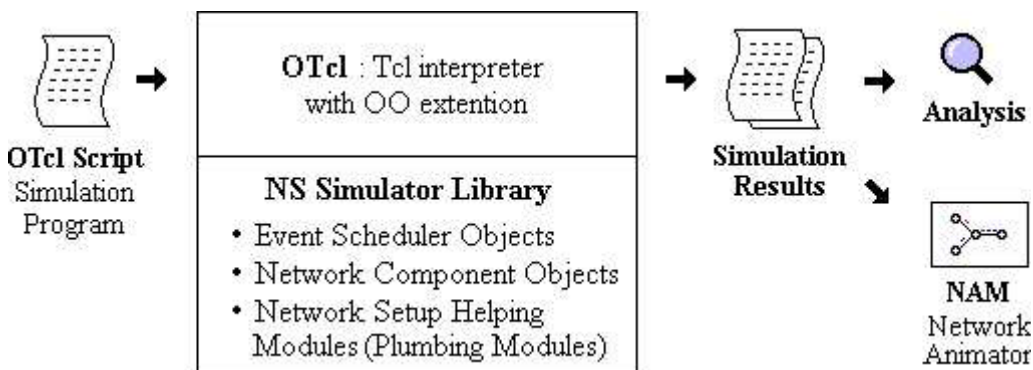 OTcl Script
Simulation
Program
OTcl : Tcl interpreter
with OO extention
NS Simulator Library
• Event Scheduler Objects
• Network Component Objects
• Network Setup Helping
Modules (Plumbing Modules)
Simulation
Results
Analysis
NAM
Network
Animator